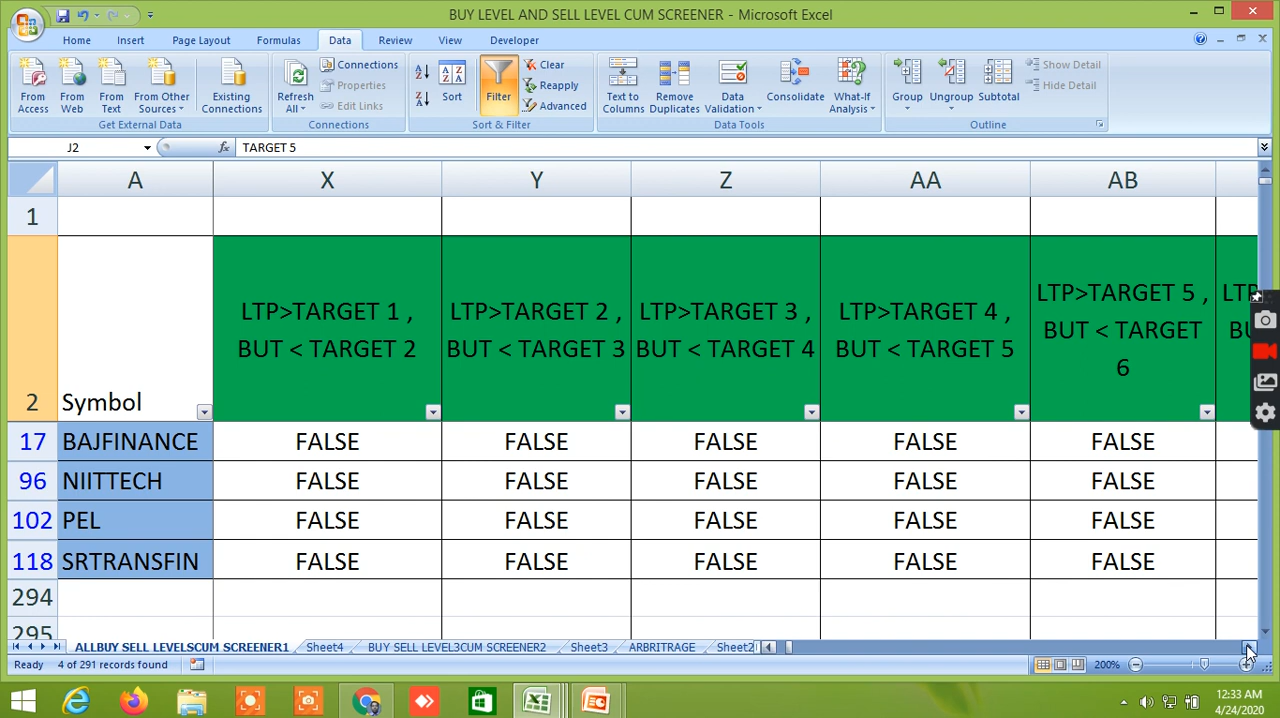 BUY LEVEL AND SELL LEVEL CUM SCREENER - Microsoft Excel
Home Insert Page Layout Formulas Data Review View Developer
From Access
From Web
From Text
From Other Sources
Existing Connections
Get External Data
Refresh All
Connections
Properties
Edit Links
Connections
Sort
Filter
Clear
Reapply
Advanced
Sort & Filter
Text to Columns
Remove Duplicates
Data Validation
Consolidate
What-If Analysis
Data Tools
Group
Ungroup
Subtotal
Show Detail
Hide Detail
Outline
J2 fx TARGET 5
A X Y Z AA AB
1
2 Symbol
LTP>TARGET 1 ,
BUT < TARGET 2
LTP>TARGET 2 ,
BUT < TARGET 3
LTP>TARGET 3 ,
BUT < TARGET 4
LTP>TARGET 4 ,
BUT < TARGET 5
LTP>TARGET 5 ,
BUT < TARGET
6
17 BAJFINANCE FALSE FALSE FALSE FALSE FALSE
96 NIITTECH FALSE FALSE FALSE FALSE FALSE
102 PEL FALSE FALSE FALSE FALSE FALSE
118 SRTRANSFIN FALSE FALSE FALSE FALSE FALSE
294
295
ALLBUY SELL LEVELSCUM SCREENER1 Sheet4 BUY SELL LEVEL3CUM SCREENER2 Sheet3 ARBRITRAGE Sheet2
Ready 4 of 291 records found 200%
12:33 AM
4/24/2020